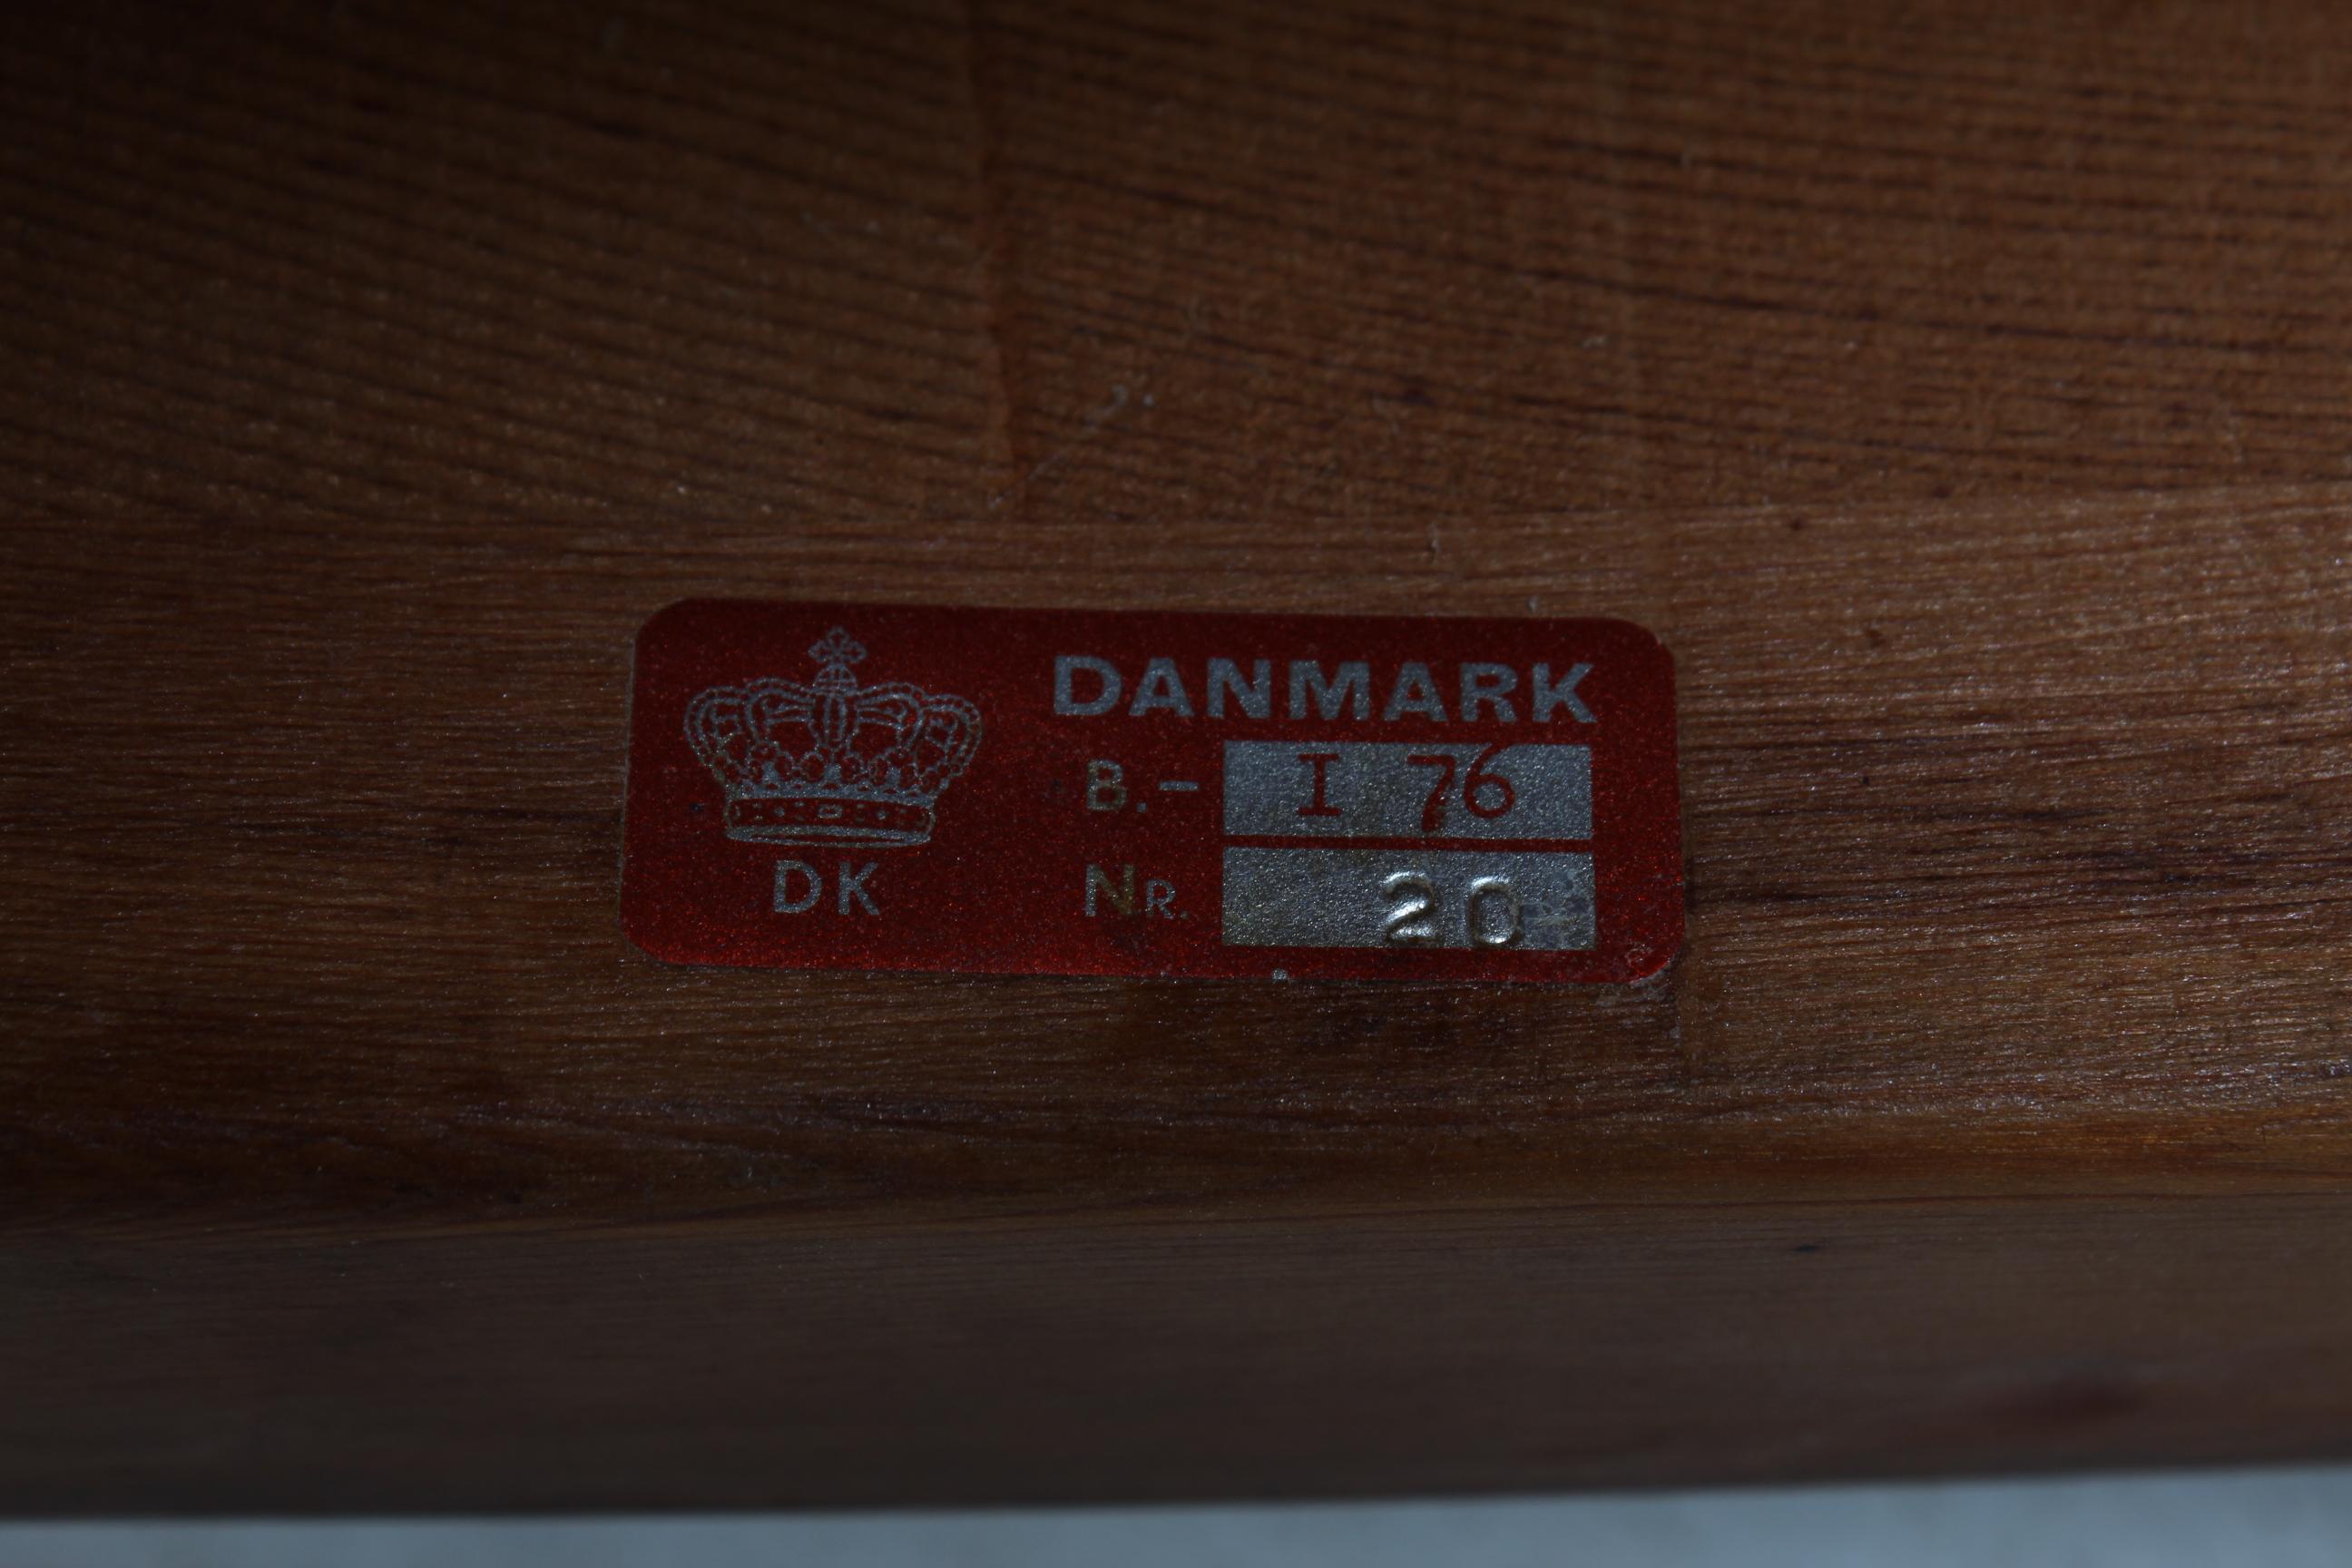 DANMARK
B.- I 76
DK NR. 20